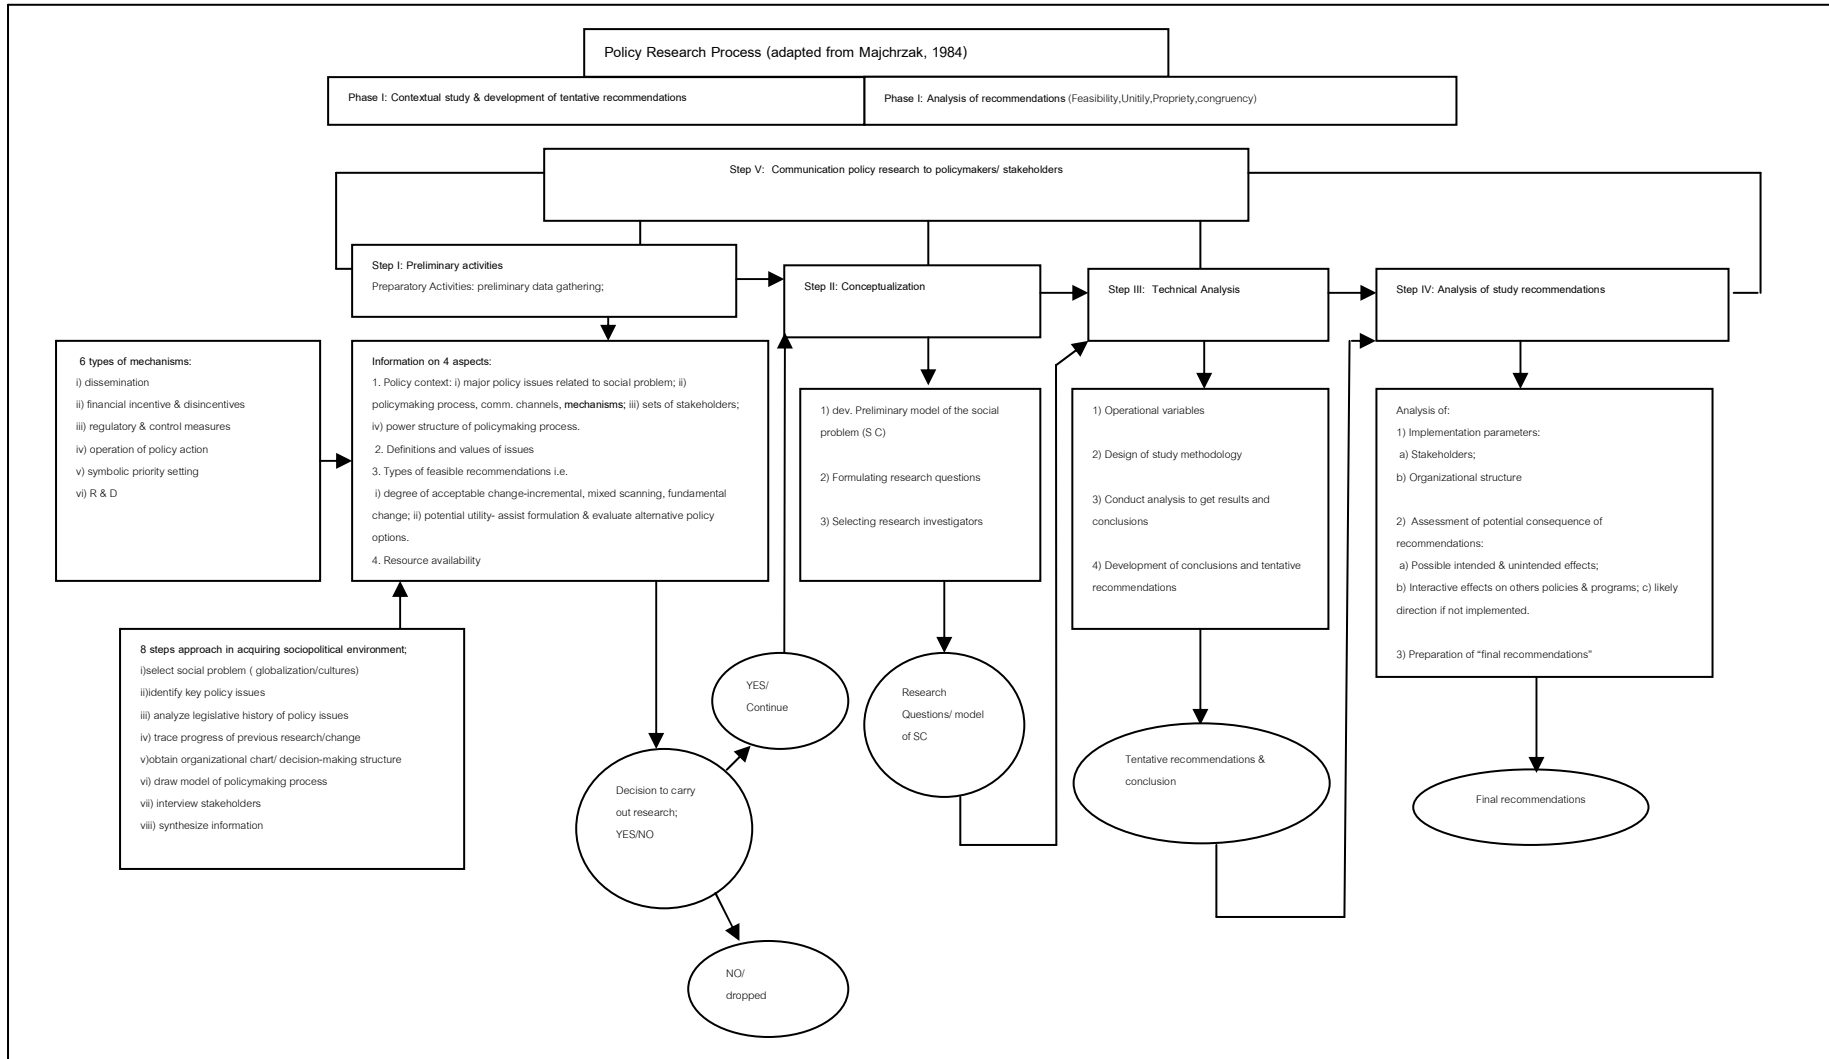 Policy Research Process (adapted from Majchrzak, 1984)
Phase I: Contextual study & development of tentative recommendations
Phase I: Analysis of recommendations (Feasibility,Unitily,Propriety,congruency)
Step V: Communication policy research to policymakers/ stakeholders
Step I: Preliminary activities
Preparatory Activities: preliminary data gathering;
Step II: Conceptualization
Step III: Technical Analysis
Step IV: Analysis of study recommendations
6 types of mechanisms:
i) dissemination
ii) financial incentive & disincentives
iii) regulatory & control measures
iv) operation of policy action
v) symbolic priority setting
vi) R & D
Information on 4 aspects:
1. Policy context: i) major policy issues related to social problem; ii)
policymaking process, comm. channels, mechanisms; iii) sets of stakeholders;
iv) power structure of policymaking process.
2. Definitions and values of issues
3. Types of feasible recommendations i.e.
i) degree of acceptable change-incremental, mixed scanning, fundamental
change; ii) potential utility- assist formulation & evaluate alternative policy
options.
4. Resource availability
1) dev. Preliminary model of the social
problem (S C)
2) Formulating research questions
3) Selecting research investigators
1) Operational variables
2) Design of study methodology
3) Conduct analysis to get results and
conclusions
4) Development of conclusions and tentative
recommendations
Analysis of:
1) Implementation parameters:
a) Stakeholders;
b) Organizational structure
2) Assessment of potential consequence of
recommendations:
a) Possible intended & unintended effects;
b) Interactive effects on others policies & programs; c) likely
direction if not implemented.
3) Preparation of “final recommendations”
8 steps approach in acquiring sociopolitical environment;
i)select social problem ( globalization/cultures)
ii)identify key policy issues
iii) analyze legislative history of policy issues
iv) trace progress of previous research/change
v)obtain organizational chart/ decision-making structure
vi) draw model of policymaking process
vii) interview stakeholders
viii) synthesize information
YES/
Continue
Research
Questions/ model
of SC
Decision to carry
out research;
YES/NO
Tentative recommendations &
conclusion
Final recommendations
NO/
dropped